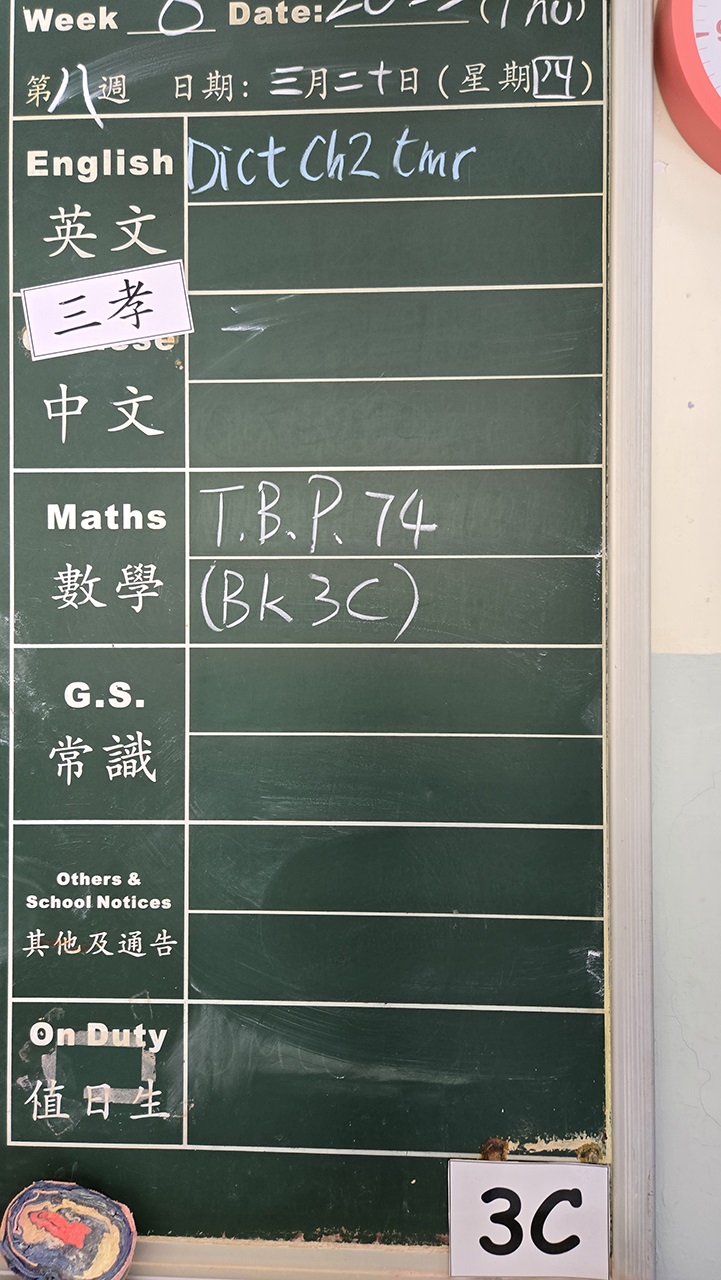 Week 8 Date: (Thu)
第八週 日期: 三月二十日 (星期四)
English Dict Ch2 tmr
英文
三孝
中文
Maths T.B.P. 74
數學 (Bk 3C)
G.S.
常識
Others &
School Notices
其他及通告
On Duty
值日生
3C